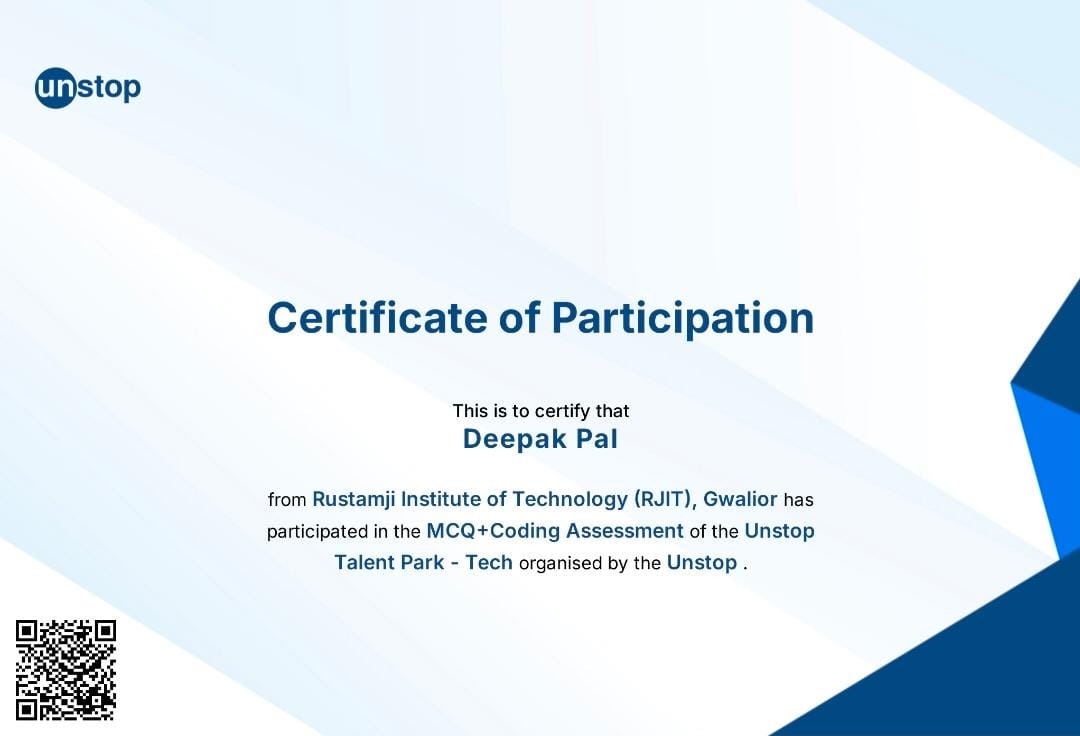 unstop
Certificate of Participation
This is to certify that
Deepak Pal
from Rustamji Institute of Technology (RJIT), Gwalior has
participated in the MCQ+Coding Assessment of the Unstop
Talent Park - Tech organised by the Unstop .